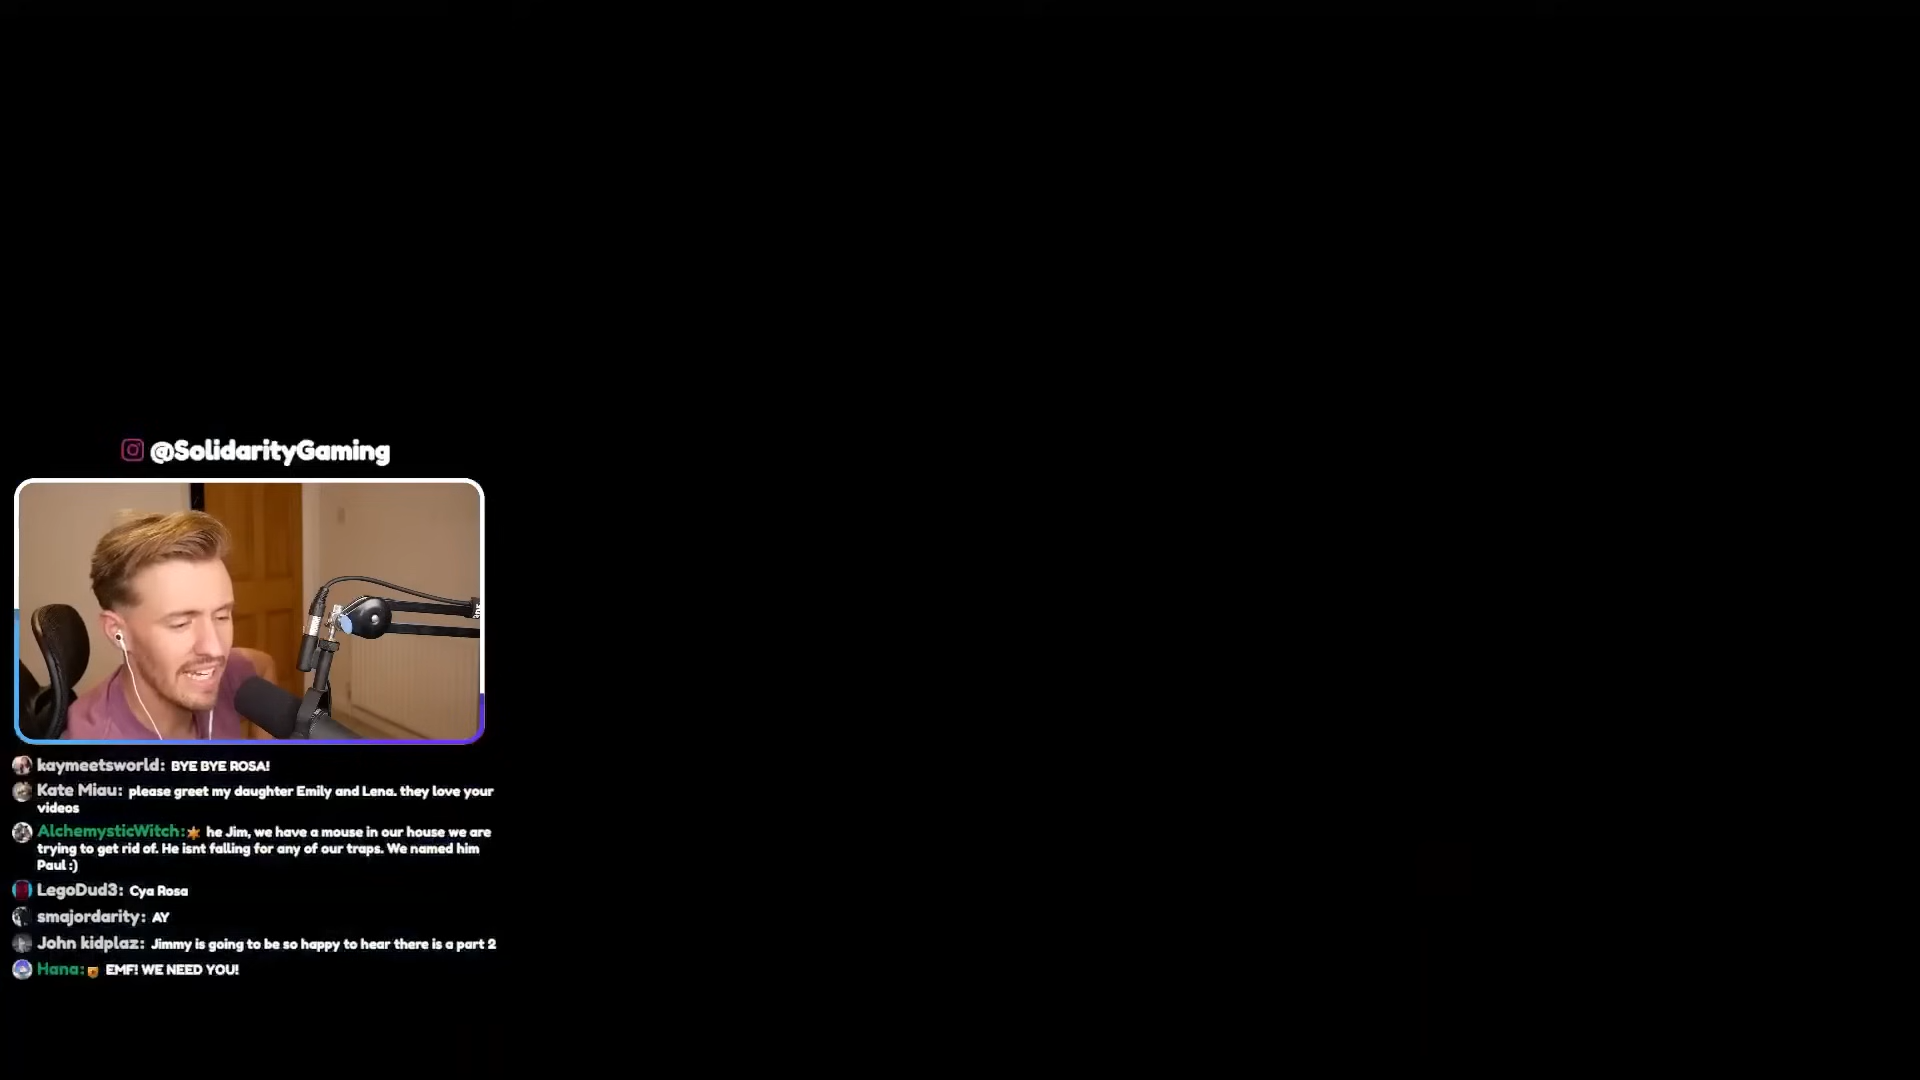 @SolidarityGaming
kaymeetsworld: BYE BYE ROSA!
Kate Miau: please greet my daughter Emily and Lena. they love your
videos
AlchemysticWitch: he Jim, we have a mouse in our house we are
trying to get rid of. He isnt falling for any of our traps. We named him
Paul :)
LegoDud3: Cya Rosa
smajordarity: AY
John kidplaz: Jimmy is going to be so happy to hear there is a part 2
Hana: EMF! WE NEED YOU!